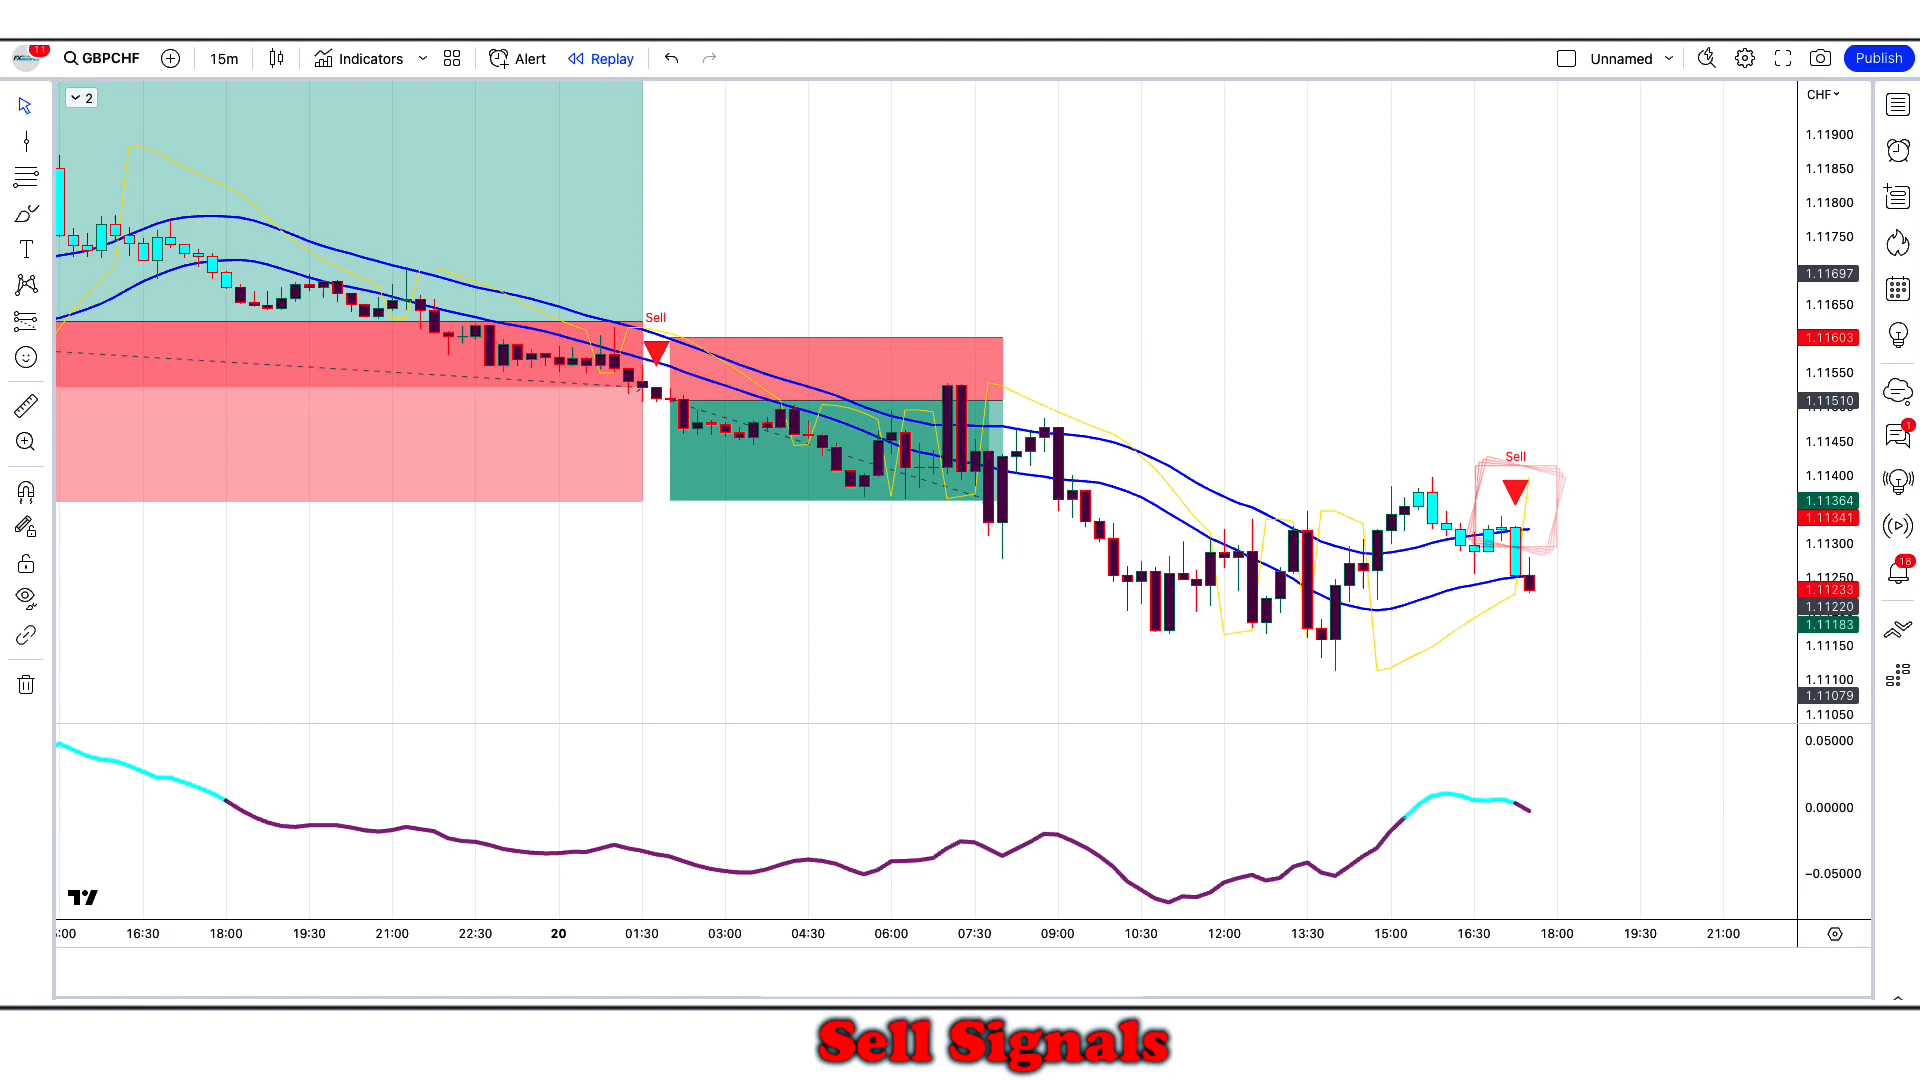 11
GBPCHF
15m
Indicators
Alert
Replay
Unnamed
Publish
2
CHF
1.11900
1.11850
1.11800
1.11750
1.11697
1.11650
1.11603
1.11550
1.11510
1.11450
1.11400
1.11364
1.11341
1.11300
1.11250
1.11233
1.11220
1.11183
1.11150
1.11100
1.11079
1.11050
Sell
Sell
1
18
0.05000
0.00000
−0.05000
16:30 18:00 19:30 21:00 22:30 20 01:30 03:00 04:30 06:00 07:30 09:00 10:30 12:00 13:30 15:00 16:30 18:00 19:30 21:00
Sell Signals